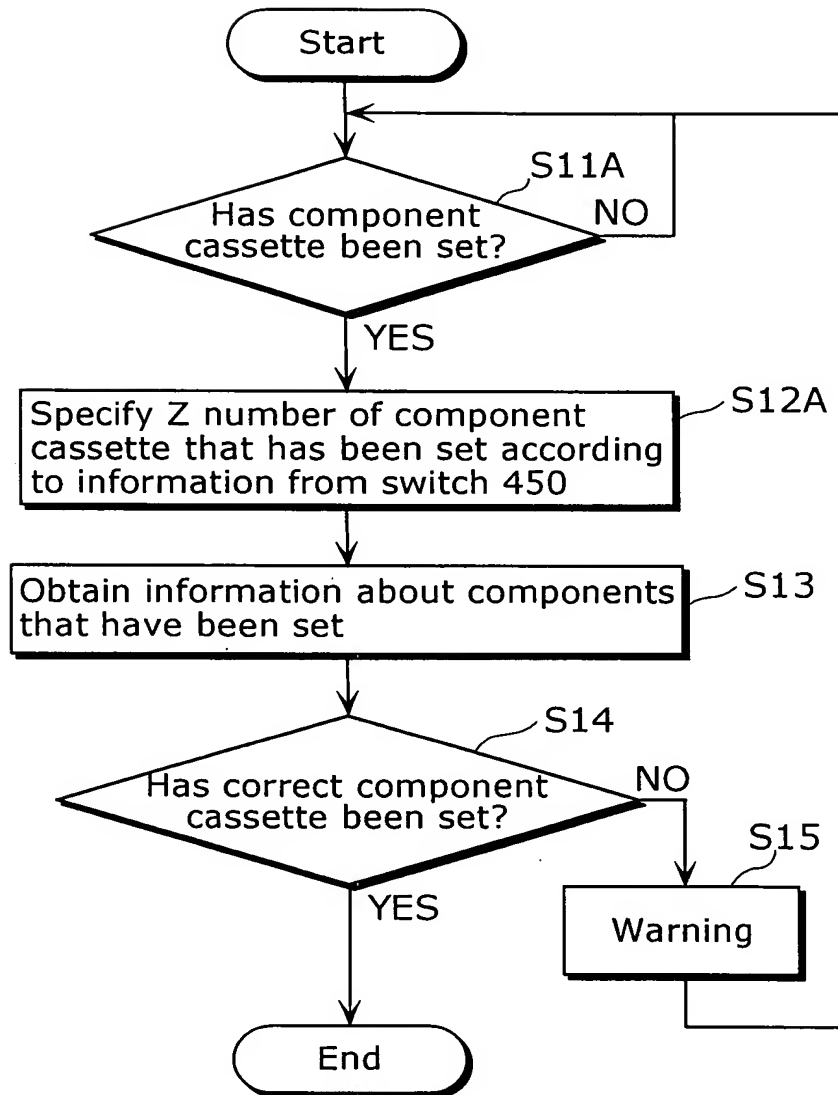 Start
S11A
Has component
cassette been set?
NO
YES
S12A
Specify Z number of component
cassette that has been set according
to information from switch 450
S13
Obtain information about components
that have been set
S14
Has correct component
cassette been set?
NO
YES
S15
Warning
End